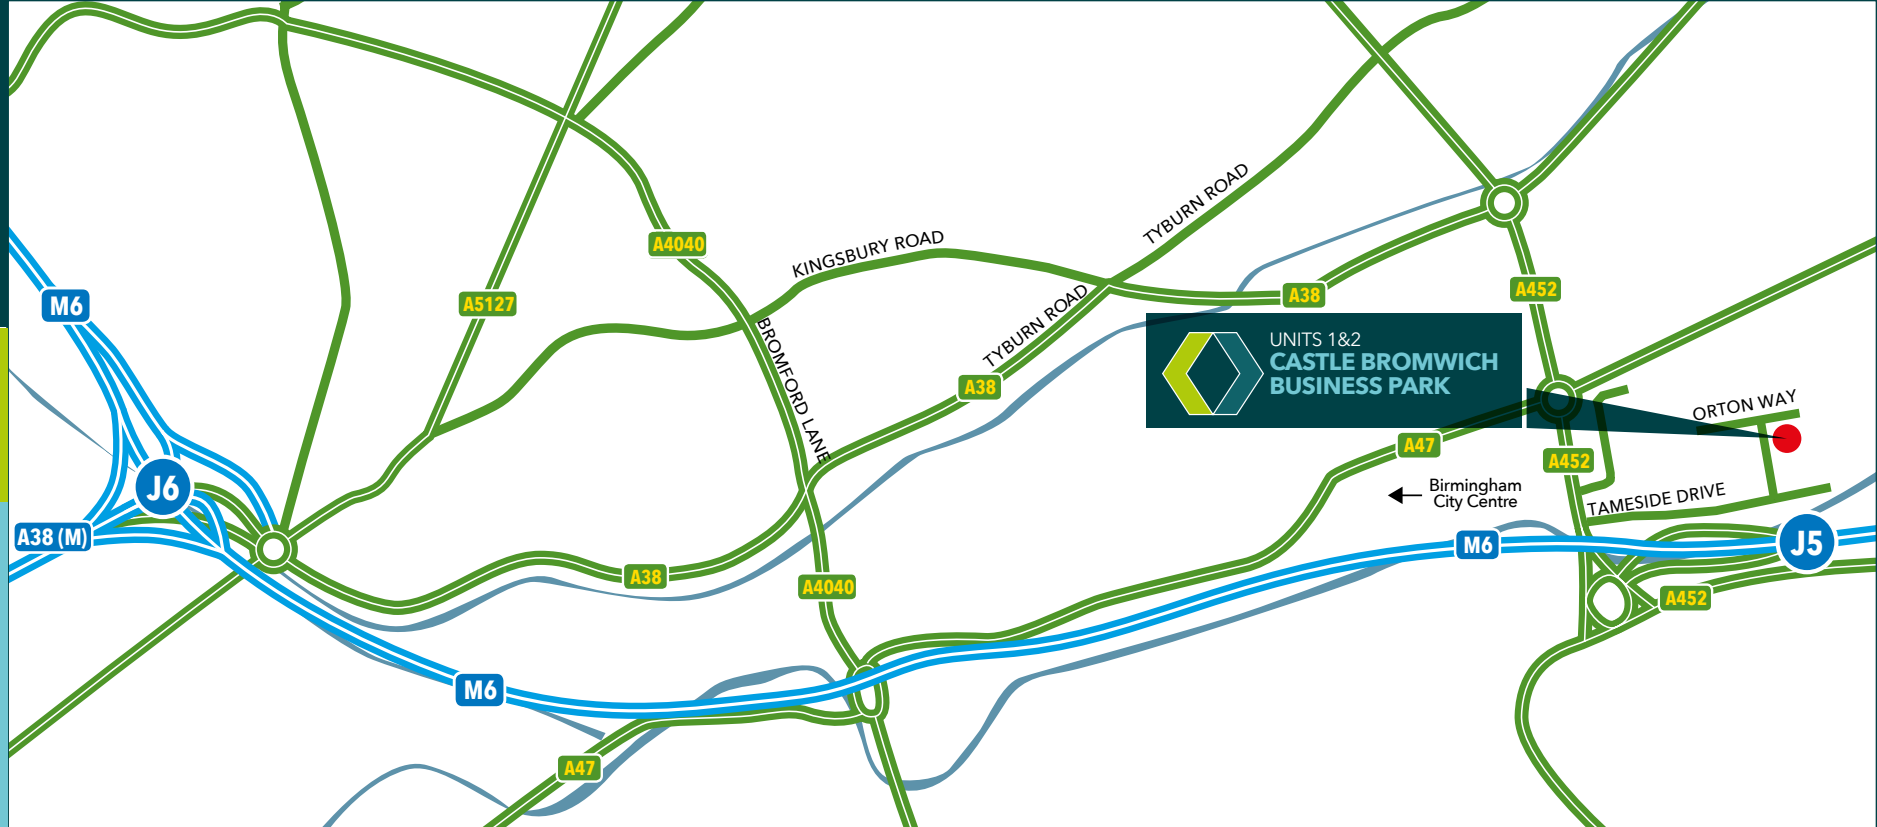 TYBURN ROAD
KINGSBURY ROAD
A4040
A452
M6
A5127
A38
TYBURN ROAD
UNITS 1&2
CASTLE BROMWICH
BUSINESS PARK
BROMFORD LANE
A38
ORTON WAY
A47
A452
J6
Birmingham
City Centre
TAMESIDE DRIVE
A38 (M)
M6
J5
A38
A4040
A452
M6
A47